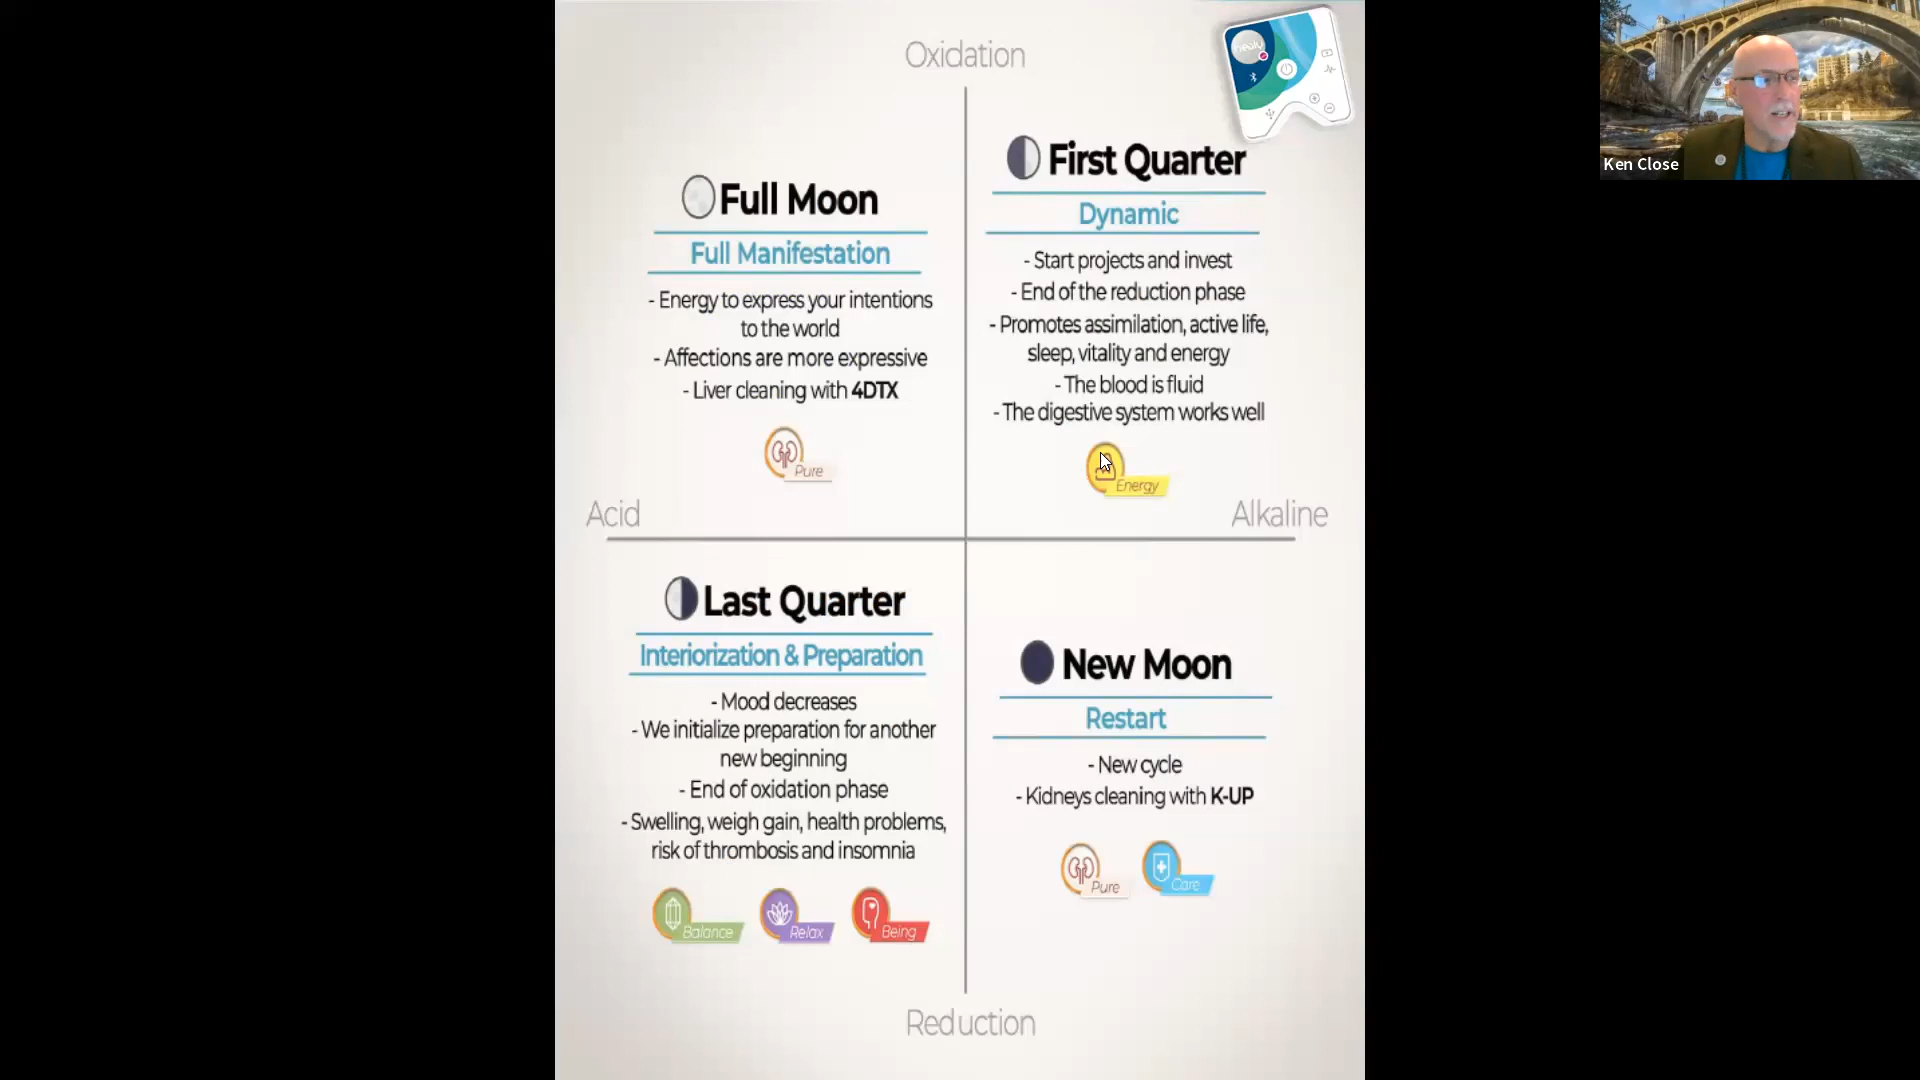 Oxidation
healy
Full Moon
Full Manifestation
- Energy to express your intentions
to the world
- Affections are more expressive
- Liver cleaning with 4DTX
Pure
First Quarter
Dynamic
- Start projects and invest
- End of the reduction phase
- Promotes assimilation, active life,
sleep, vitality and energy
- The blood is fluid
- The digestive system works well
Energy
Acid
Alkaline
Last Quarter
Interiorization & Preparation
- Mood decreases
- We initialize preparation for another
new beginning
- End of oxidation phase
- Swelling, weigh gain, health problems,
risk of thrombosis and insomnia
Balance
Relax
Being
New Moon
Restart
- New cycle
- Kidneys cleaning with K-UP
Pure
Care
Reduction
Ken Close